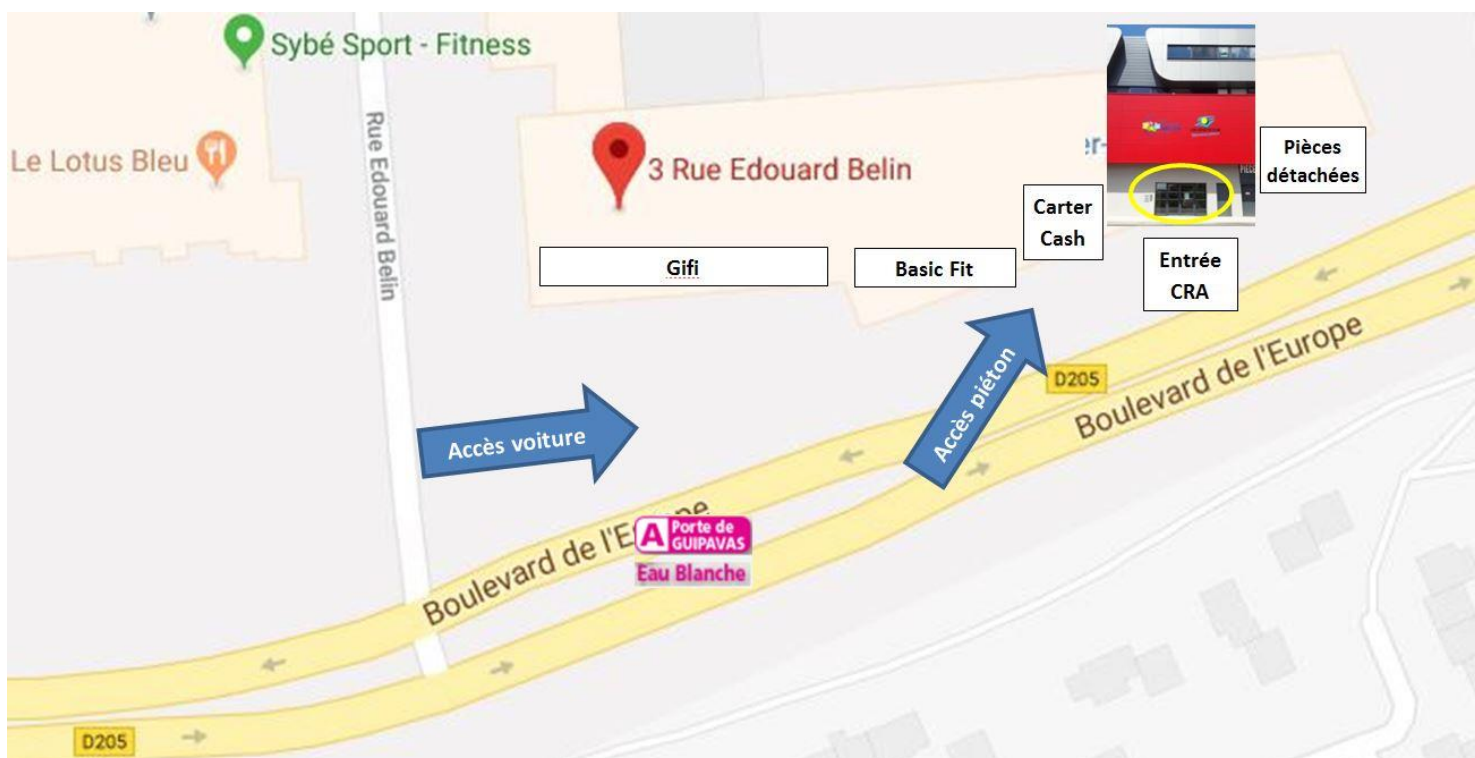 Sybé Sport - Fitness
Le Lotus Bleu
Rue Edouard Belin
3 Rue Edouard Belin
er-
Pièces
détachées
Carter
Cash
Gifi
Basic Fit
Entrée
CRA
Accès voiture
Accès piéton
D205
Boulevard de l'Europe
Boulevard de l'Europe
A Porte de
GUIPAVAS
Eau Blanche
D205